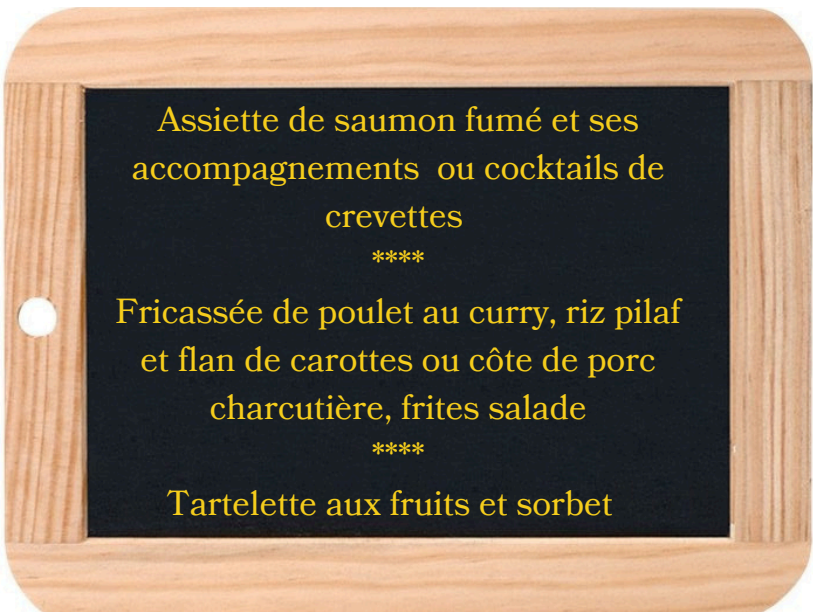 Assiette de saumon fumé et ses
accompagnements  ou cocktails de
crevettes
****
Fricassée de poulet au curry, riz pilaf
et flan de carottes ou côte de porc
charcutière, frites salade
****
Tartelette aux fruits et sorbet